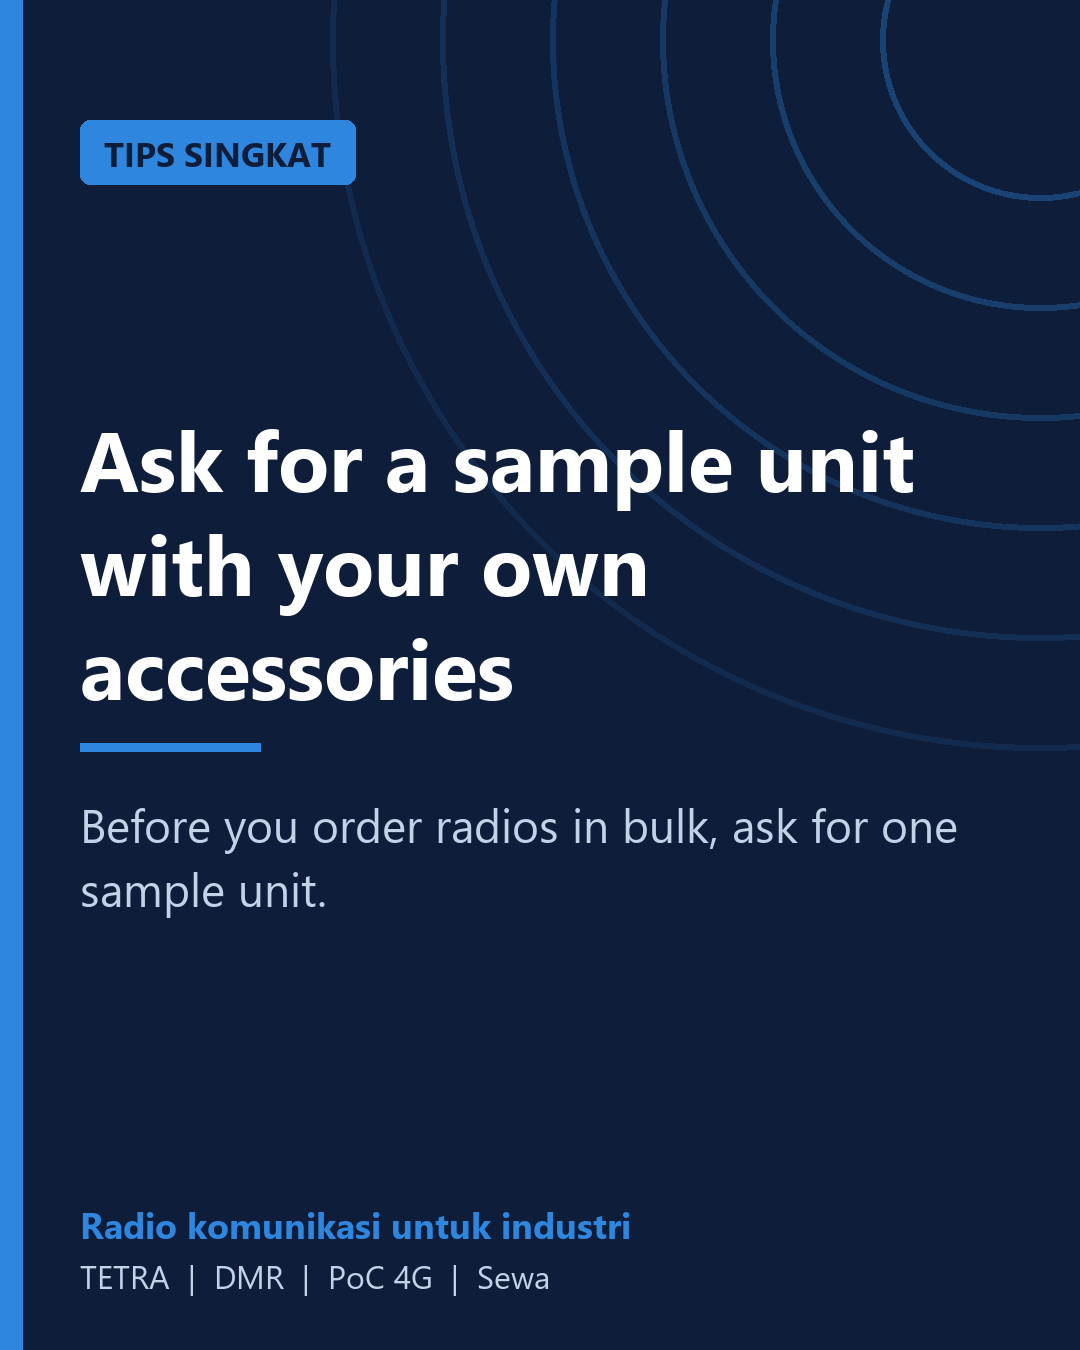 TIPS SINGKAT
Ask for a sample unit
with your own
accessories
Before you order radios in bulk, ask for one
sample unit.
Radio komunikasi untuk industri
TETRA | DMR | PoC 4G | Sewa